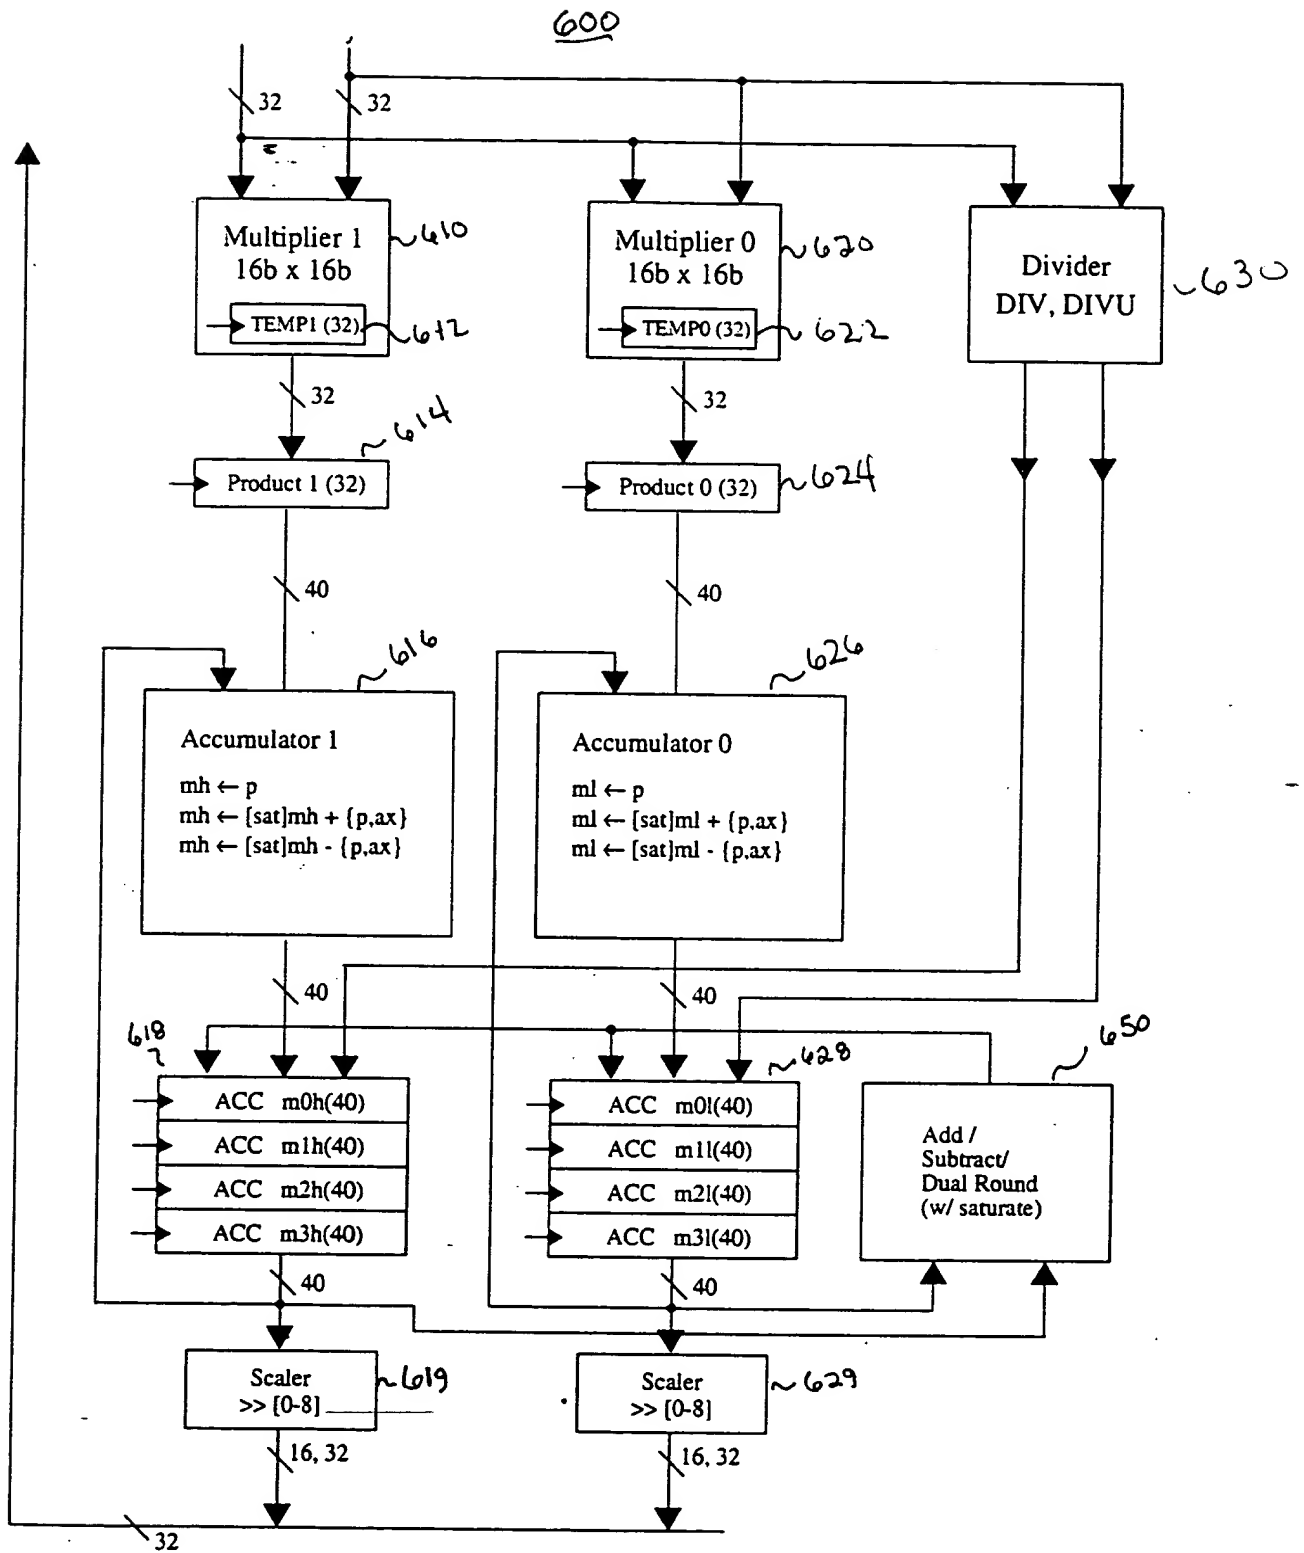 600
32
32
Multiplier 1
16b x 16b
TEMP1 (32)
610
612
Multiplier 0
16b x 16b
TEMP0 (32)
620
622
Divider
DIV, DIVU
630
32
32
614
Product 1 (32)
Product 0 (32)
624
40
40
616
626
Accumulator 1
mh ← p
mh ← [sat]mh + {p,ax}
mh ← [sat]mh - {p,ax}
Accumulator 0
ml ← p
ml ← [sat]ml + {p,ax}
ml ← [sat]ml - {p,ax}
40
40
618
628
650
ACC m0h(40)
ACC m1h(40)
ACC m2h(40)
ACC m3h(40)
ACC m0l(40)
ACC m1l(40)
ACC m2l(40)
ACC m3l(40)
Add /
Subtract/
Dual Round
(w/ saturate)
40
40
Scaler
>> [0-8]
619
Scaler
>> [0-8]
629
16, 32
16, 32
32